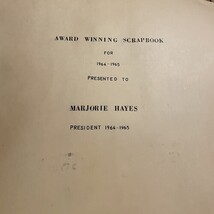 AWARD WINNING SCRAPBOOK
FOR
1964-1965
PRESENTED TO
MARJORIE HAYES
PRESIDENT 1964-1965